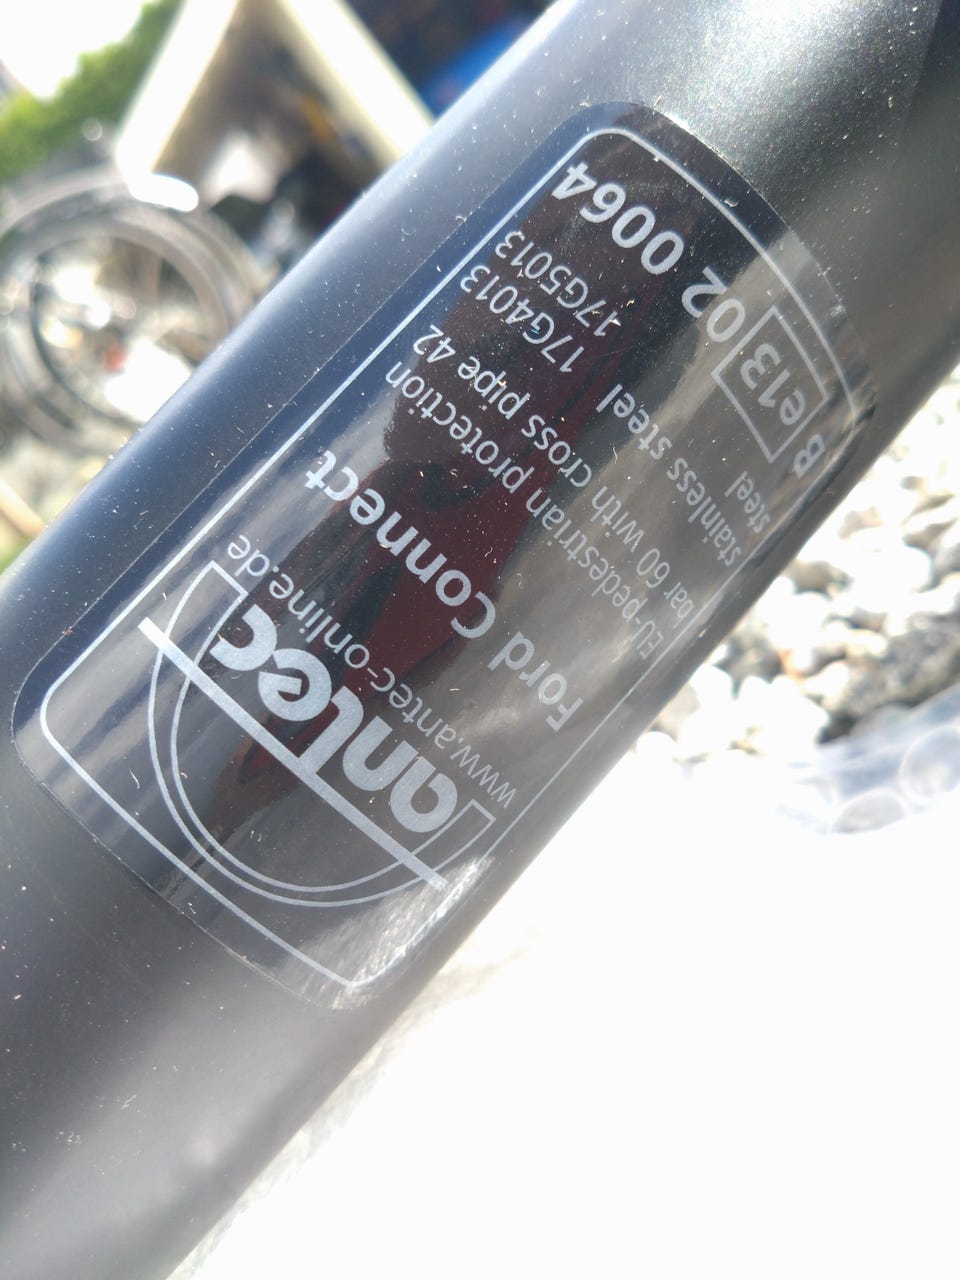 antec
www.antec-online.de
Ford Connect
EU-pedestrian protection
bar 60 with cross pipe 42
stainless steel 17G4013
steel 17G5013
B e13 02 0064